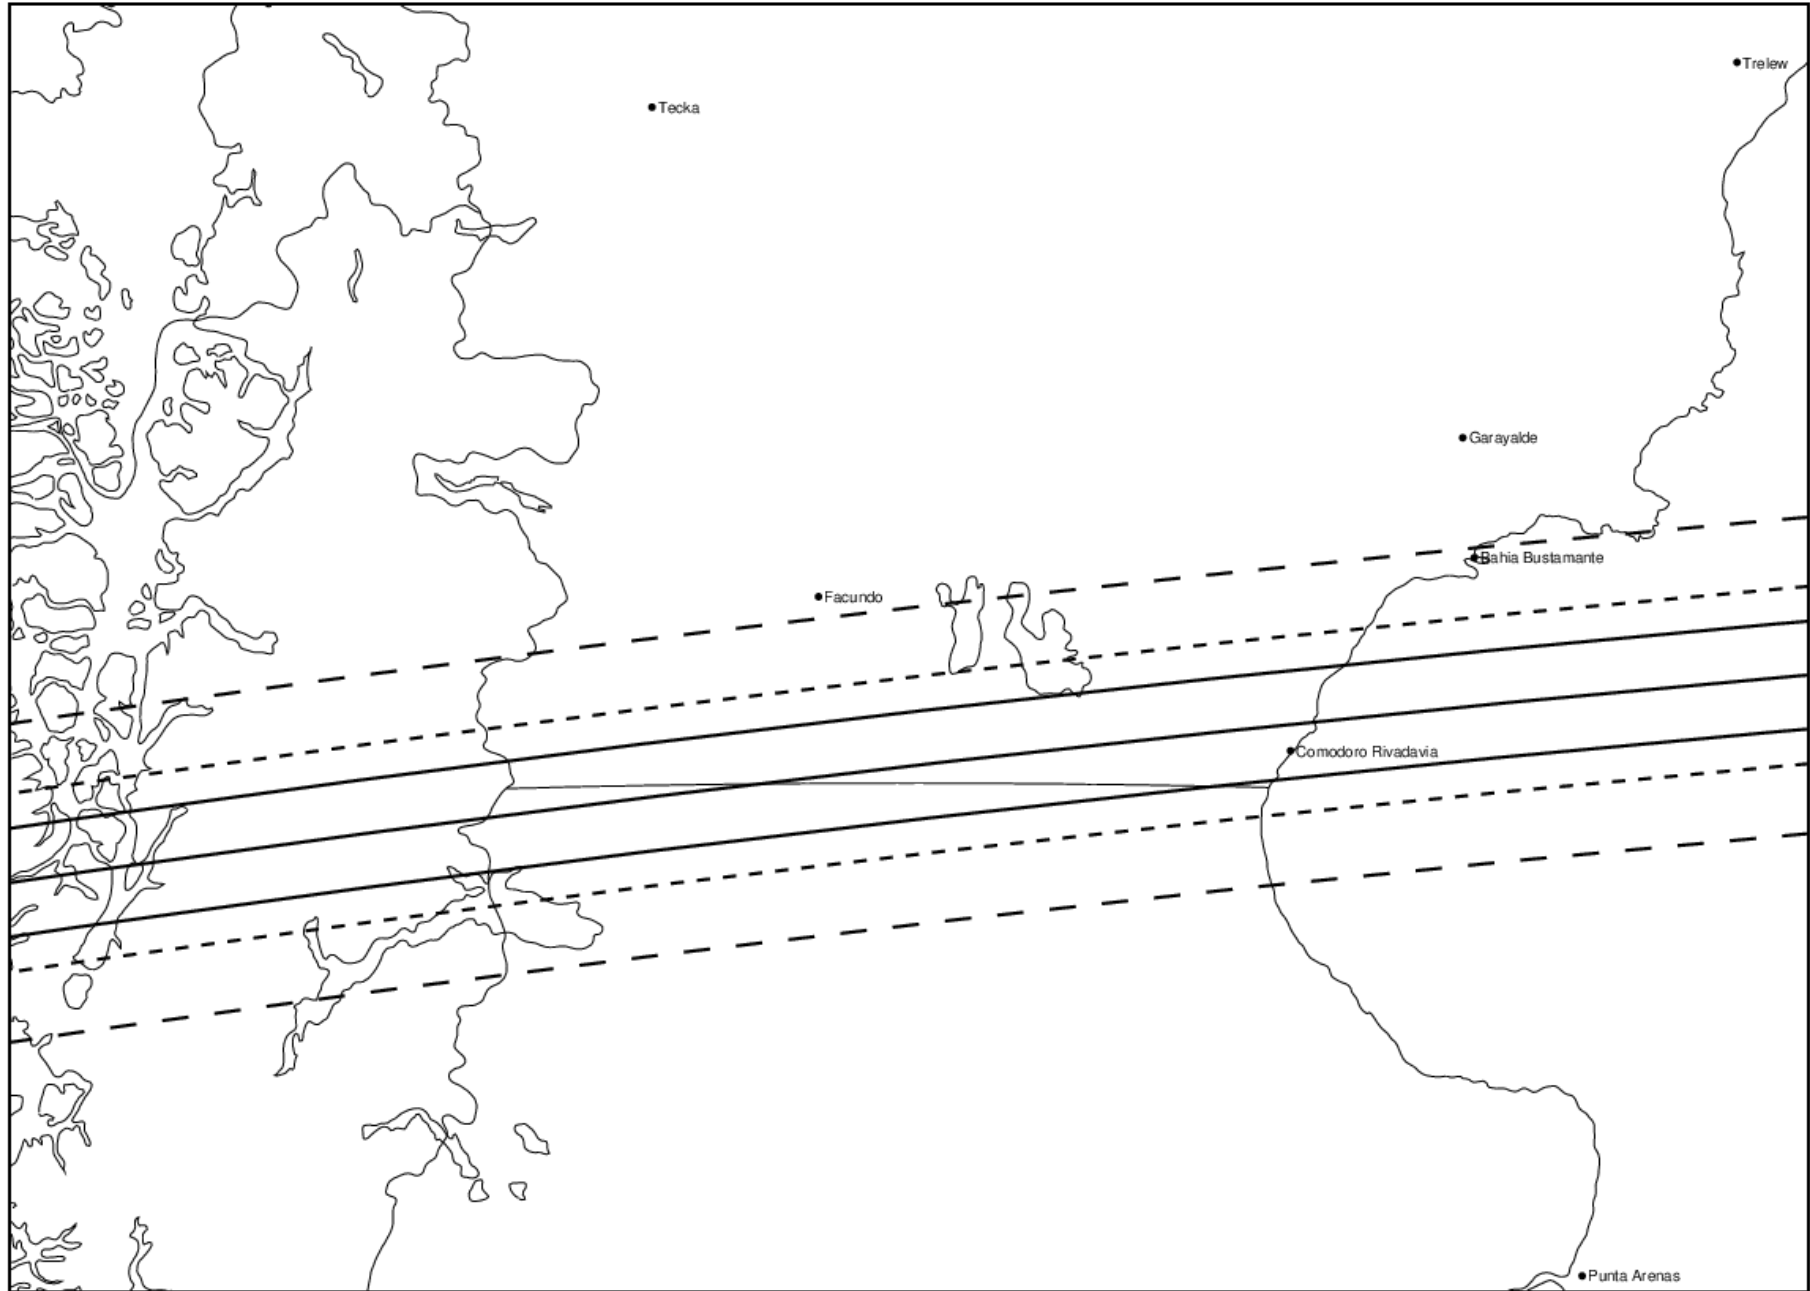 Trelew
Tecka
Garayalde
Bahia Bustamante
Facundo
Comodoro Rivadavia
Punta Arenas